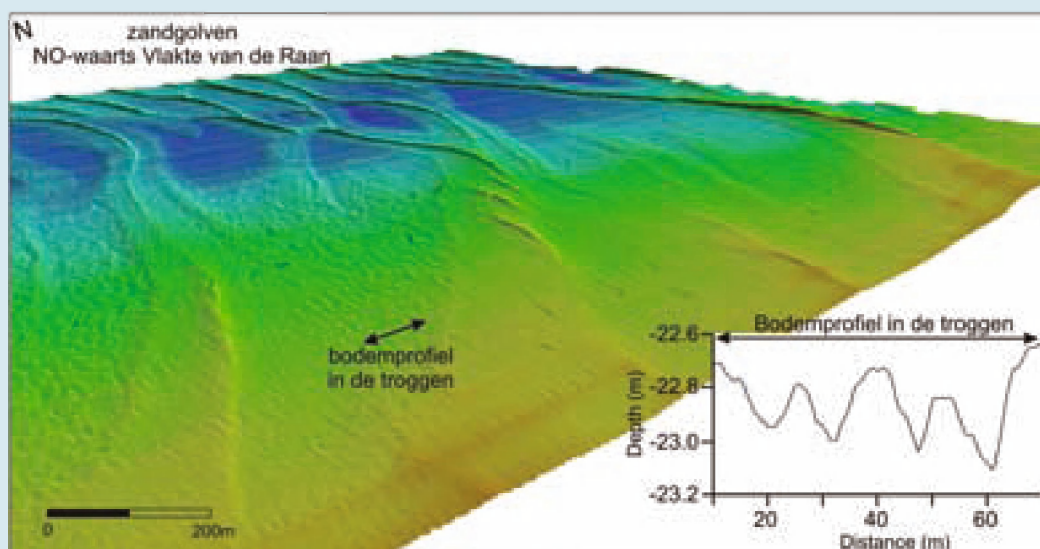 N
zandgolven
NO-waarts Vlakte van de Raan
bodemprofiel
in de troggen
0 200m
Bodemprofiel in de troggen
Depth (m)
-22.6
-22.8
-23.0
-23.2
20 40 60
Distance (m)